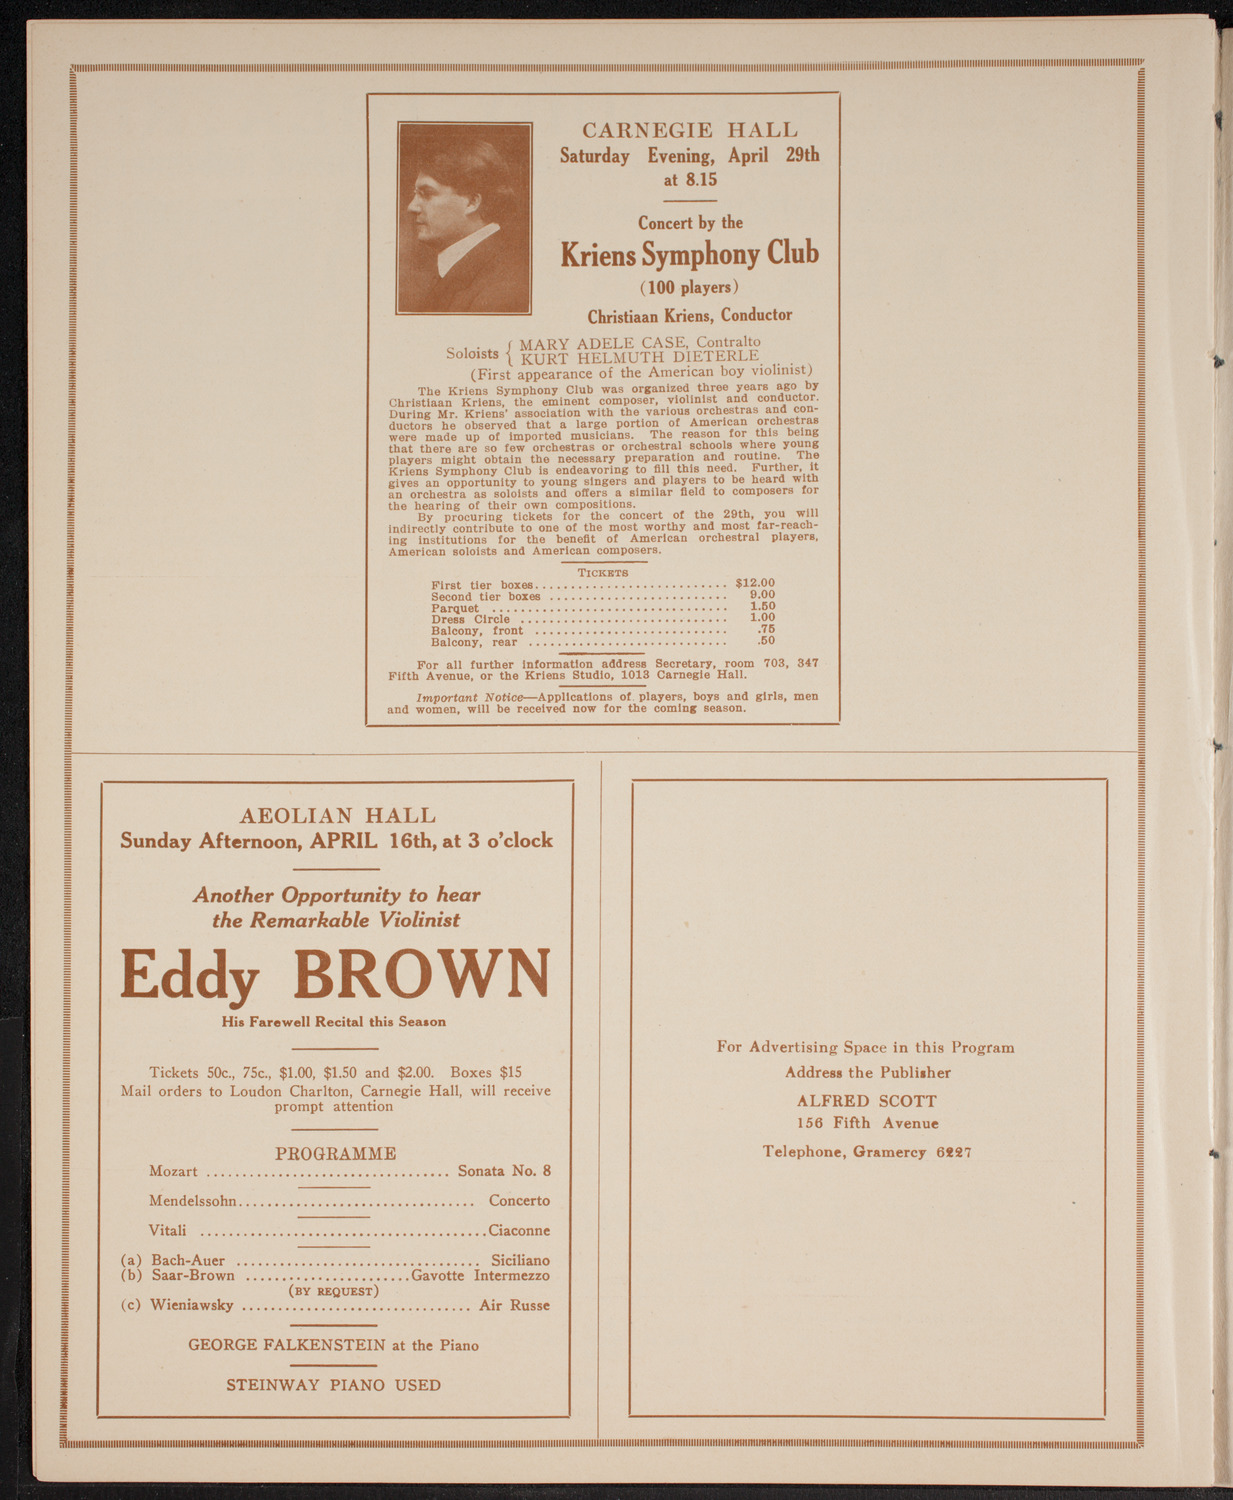 CARNEGIE HALL
Saturday Evening, April 29th
at 8.15
Concert by the
Kriens Symphony Club
(100 players)
Christiaan Kriens, Conductor
Soloists { MARY ADELE CASE, Contralto
KURT HELMUTH DIETERLE
(First appearance of the American boy violinist)
The Kriens Symphony Club was organized three years ago by
Christiaan Kriens, the eminent composer, violinist and conductor.
During Mr. Kriens' association with the various orchestras and con-
ductors he observed that a large portion of American orchestras
were made up of imported musicians. The reason for this being
that there are so few orchestras or orchestral schools where young
players might obtain the necessary preparation and routine. The
Kriens Symphony Club is endeavoring to fill this need. Further, it
gives an opportunity to young singers and players to be heard with
an orchestra as soloists and offers a similar field to composers for
the hearing of their own compositions.
By procuring tickets for the concert of the 29th, you will
indirectly contribute to one of the most worthy and most far-reach-
ing institutions for the benefit of American orchestral players,
American soloists and American composers.
TICKETS
First tier boxes........................... $12.00
Second tier boxes ......................... 9.00
Parquet ................................. 1.50
Dress Circle ............................. 1.00
Balcony, front ........................... .75
Balcony, rear ............................ .50
For all further information address Secretary, room 703, 347
Fifth Avenue, or the Kriens Studio, 1013 Carnegie Hall.
Important Notice—Applications of players, boys and girls, men
and women, will be received now for the coming season.
AEOLIAN HALL
Sunday Afternoon, APRIL 16th, at 3 o'clock
Another Opportunity to hear
the Remarkable Violinist
Eddy BROWN
His Farewell Recital this Season
Tickets 50c., 75c., $1.00, $1.50 and $2.00. Boxes $15
Mail orders to Loudon Charlton, Carnegie Hall, will receive
prompt attention
PROGRAMME
Mozart .................................. Sonata No. 8
Mendelssohn................................. Concerto
Vitali ........................................Ciaconne
(a) Bach-Auer .................................. Siciliano
(b) Saar-Brown .......................Gavotte Intermezzo
(BY REQUEST)
(c) Wieniawsky ................................ Air Russe
GEORGE FALKENSTEIN at the Piano
STEINWAY PIANO USED
For Advertising Space in this Program
Address the Publisher
ALFRED SCOTT
156 Fifth Avenue
Telephone, Gramercy 6227